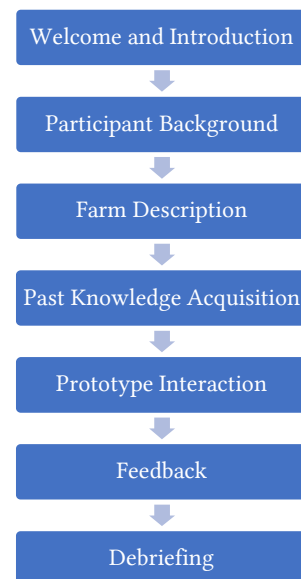 Welcome and Introduction
Participant Background
Farm Description
Past Knowledge Acquisition
Prototype Interaction
Feedback
Debriefing